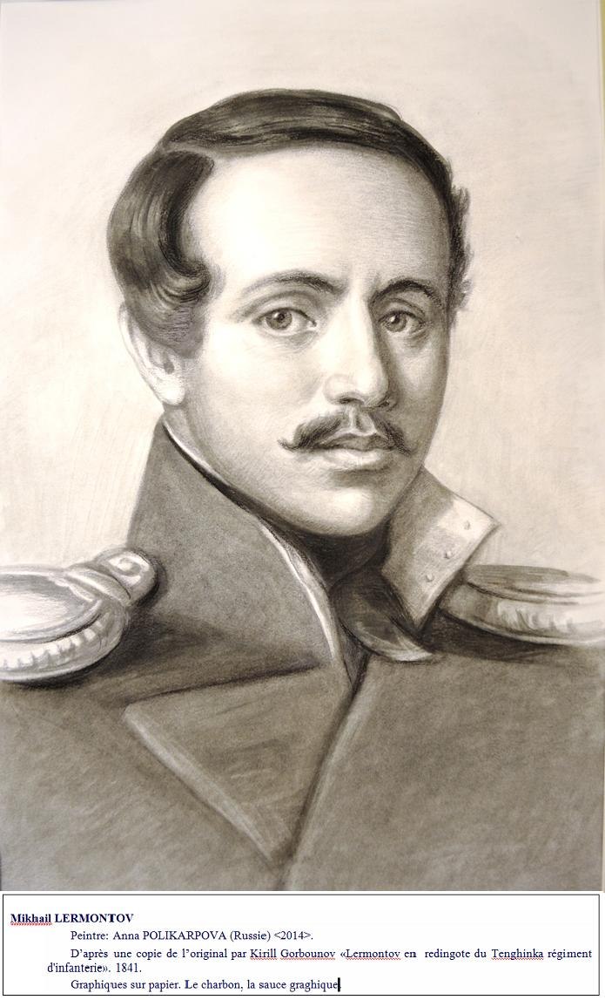 Mikhail LERMONTOV
Peintre: Anna POLIKARPOVA (Russie) <2014>.
D'après une copie de l'original par Kirill Gorbounov «Lermontov en redingote du Tenghinka régiment
d'infanterie». 1841.
Graphiques sur papier. Le charbon, la sauce graghique